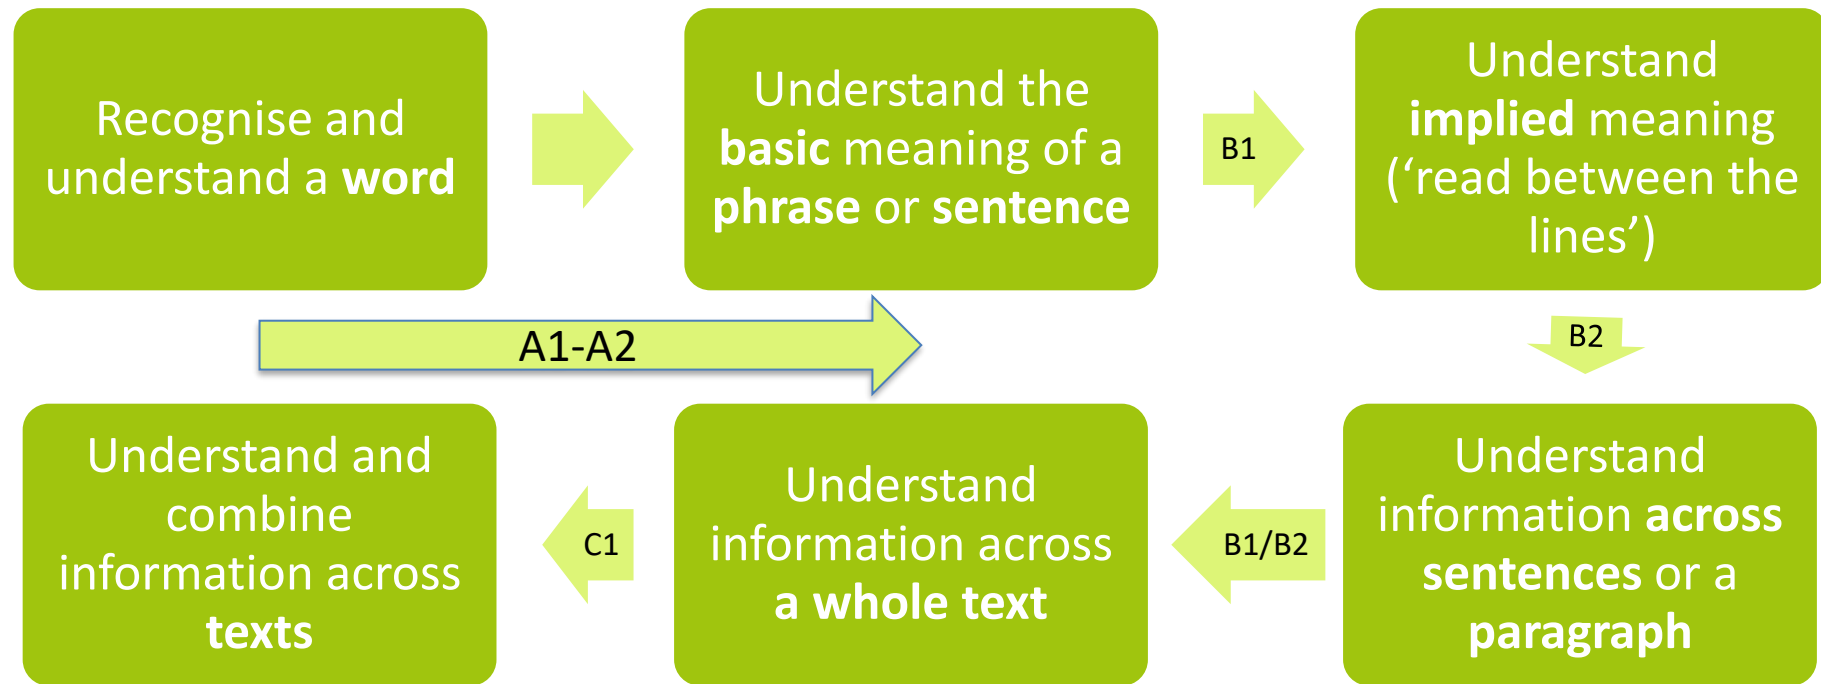 Recognise and
understand a word
Understand the
basic meaning of a
phrase or sentence
B1
Understand
implied meaning
(‘read between the
lines’)
A1-A2
B2
Understand
information across
sentences or a
paragraph
B1/B2
Understand
information across
a whole text
C1
Understand and
combine
information across
texts